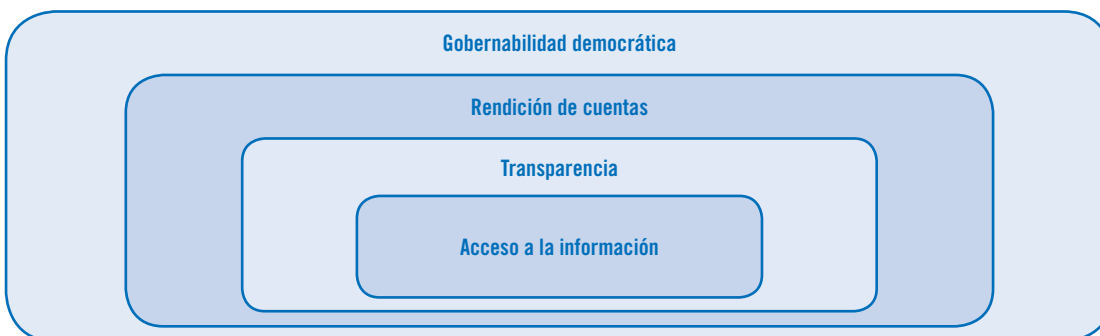 Gobernabilidad democrática
Rendición de cuentas
Transparencia
Acceso a la información